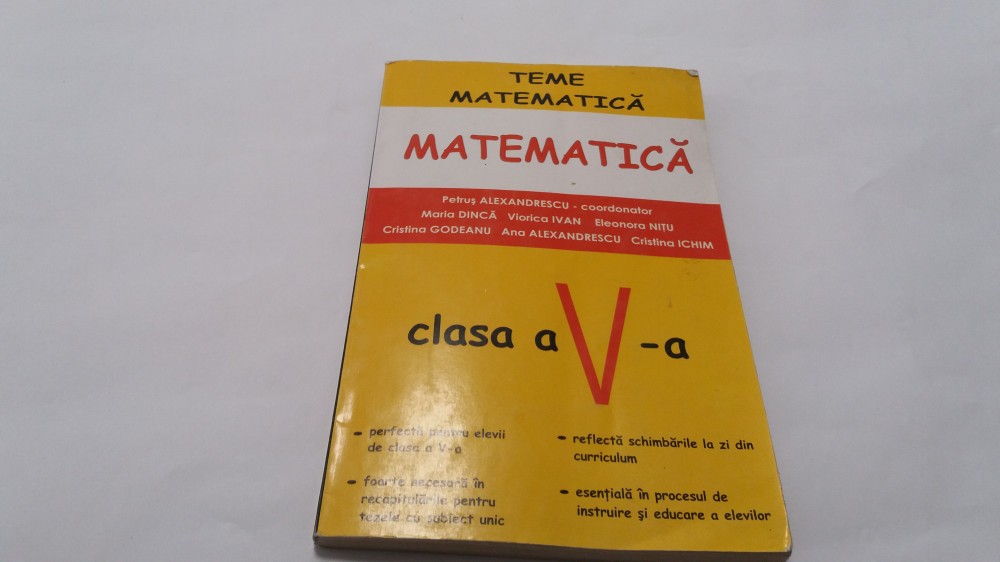 TEME
MATEMATICĂ
MATEMATICĂ
Petruş ALEXANDRESCU - coordonator
Maria DINCĂ Viorica IVAN Eleonora NIŢU
Cristina GODEANU Ana ALEXANDRESCU Cristina ICHIM
clasa a V -a
- perfectă pentru elevii
de clasa a V-a
- foarte necesară în
recapitulările pentru
tezele cu subiect unic
- reflectă schimbările la zi din
curriculum
- esenţială în procesul de
instruire şi educare a elevilor